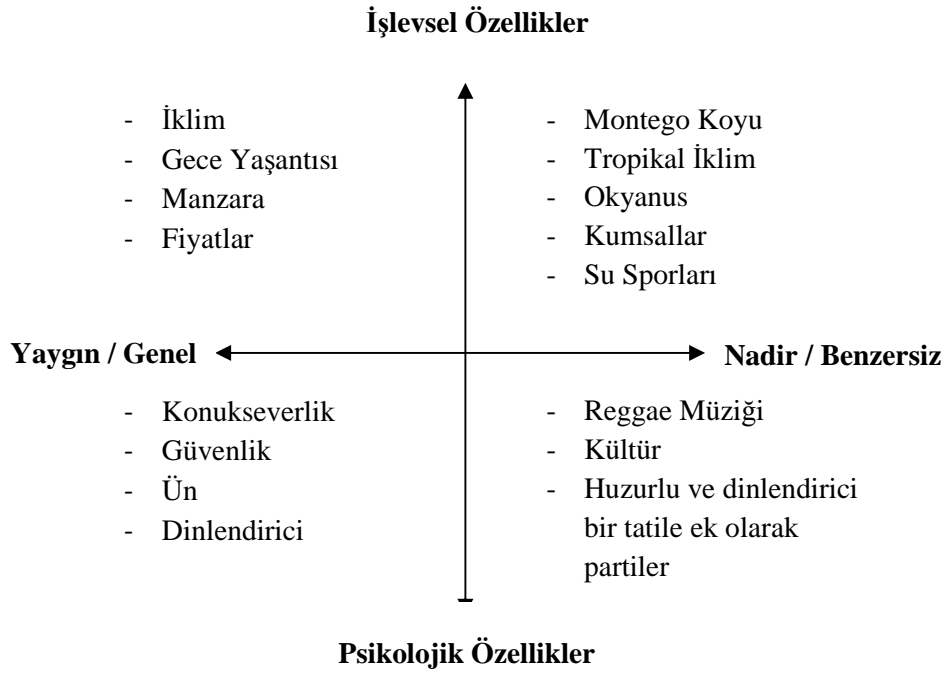 İşlevsel Özellikler
- İklim
- Gece Yaşantısı
- Manzara
- Fiyatlar
- Montego Koyu
- Tropikal İklim
- Okyanus
- Kumsallar
- Su Sporları
Yaygın / Genel
Nadir / Benzersiz
- Konukseverlik
- Güvenlik
- Ün
- Dinlendirici
- Reggae Müziği
- Kültür
- Huzurlu ve dinlendirici
bir tatile ek olarak
partiler
Psikolojik Özellikler